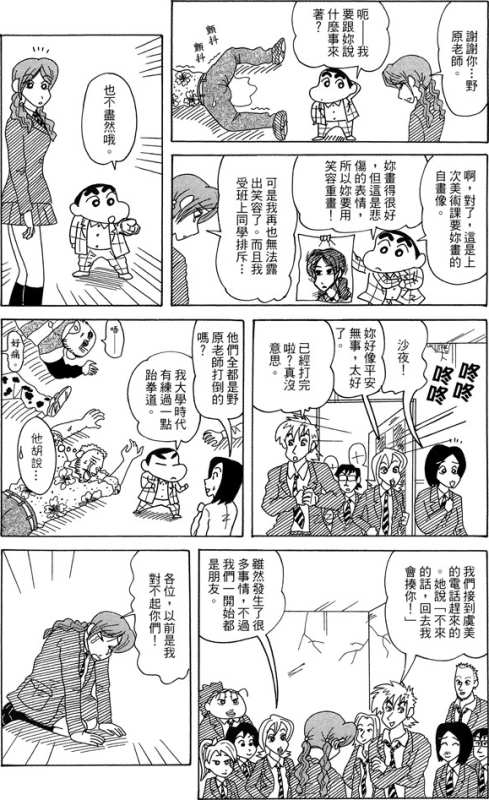 謝謝你…野
原老師。
呃——我
要跟妳說
什麼事來
著？
顫抖
顫抖
啊，對了，這是上
次美術課要妳畫的
自畫像。
妳畫得很好
，但這是悲
傷的表情，
所以妳要用
笑容重畫！
可是我再也無法露
出笑容了。而且我
受班上同學排斥…
也不盡然哦。
咚咚
咚咚
沙夜！
妳好像平安
無事，太好
了。
已經打完
啦？真沒
意思。
他們全都是野
原老師打倒的
嗎？
我大學時代
有練過一點
跆拳道。
唔…
好痛。
他胡說…
我們接到虞美
的電話趕來的
。她說「不來
的話，回去我
會揍你！」
雖然發生了很
多事情，不過
我們一開始都
是朋友。
各位，以前是我
對不起你們！